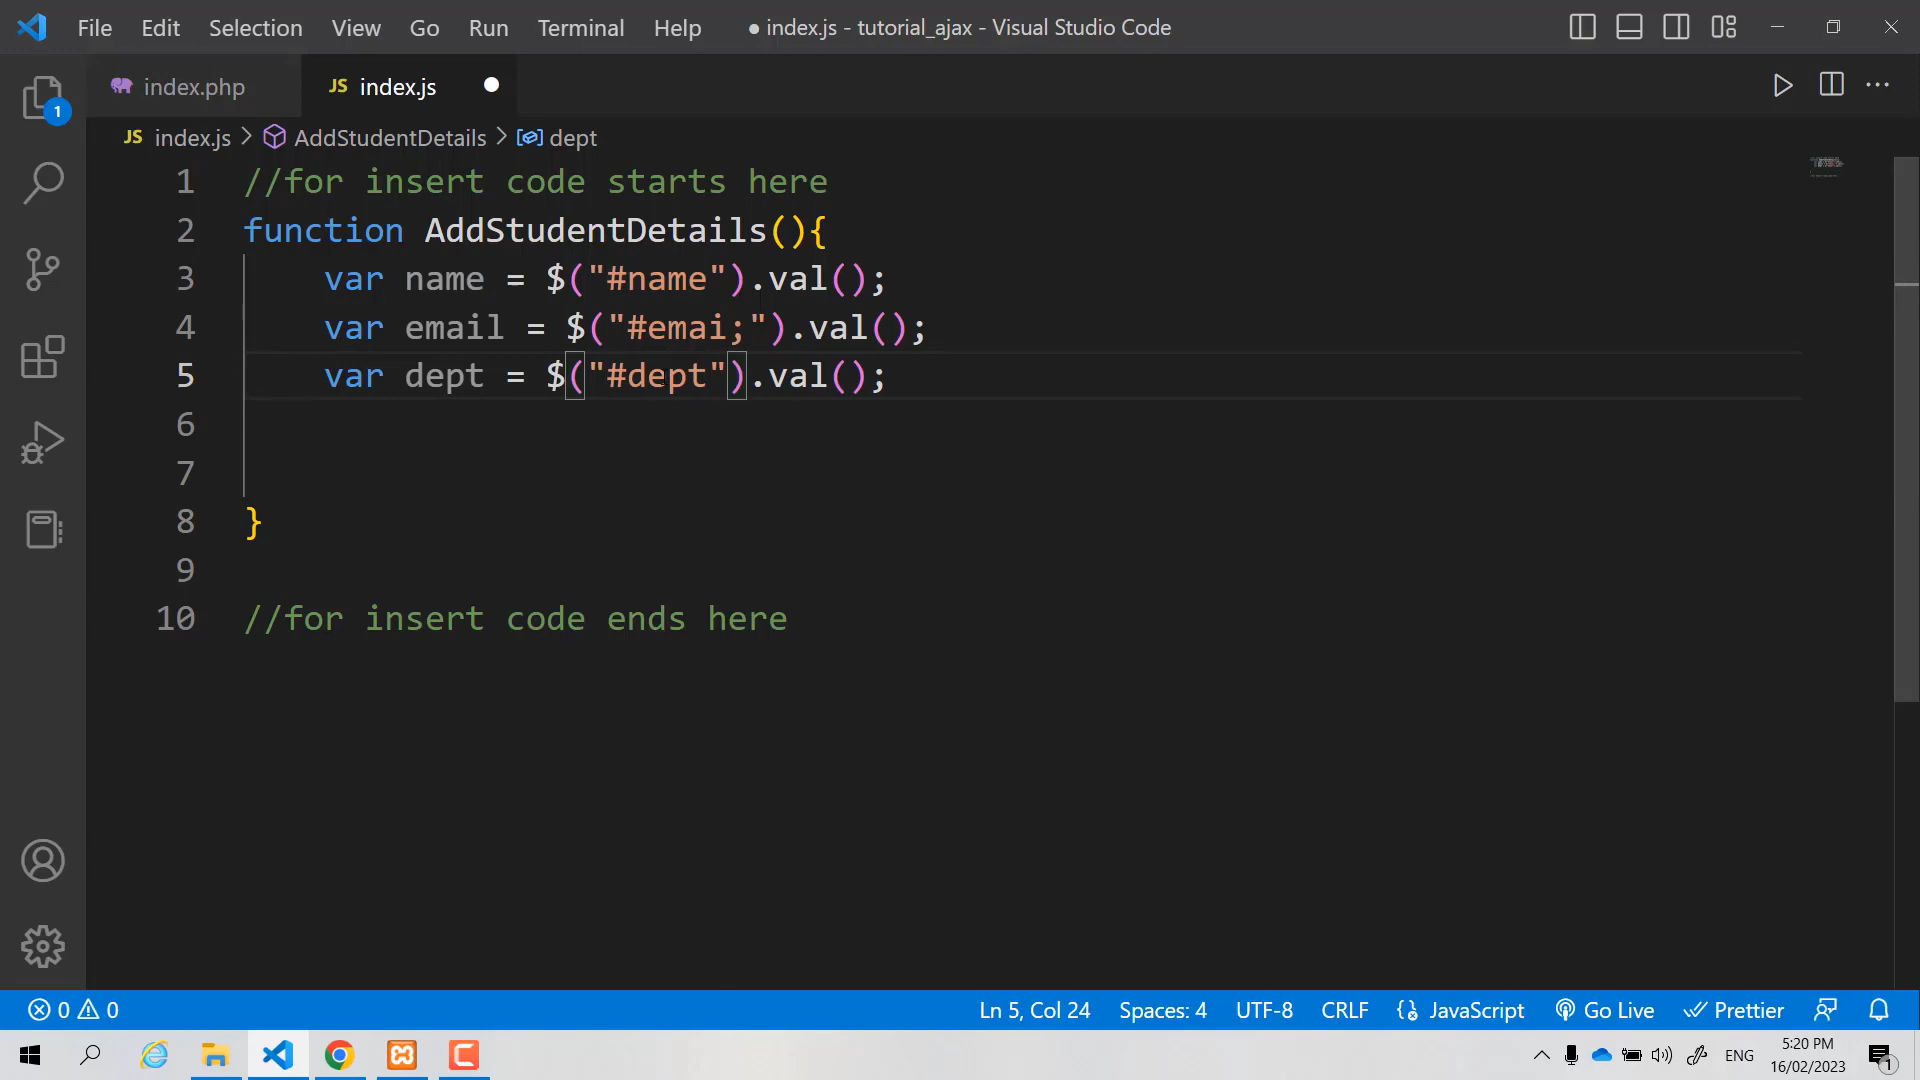 File Edit Selection View Go Run Terminal Help ● index.js - tutorial_ajax - Visual Studio Code
index.php JS index.js ●
JS index.js > AddStudentDetails > dept
1 //for insert code starts here
2 function AddStudentDetails(){
3 var name = $("#name").val();
4 var email = $("#emai;").val();
5 var dept = $("#dept").val();
6
7
8 }
9
10 //for insert code ends here
1
0 0 Ln 5, Col 24 Spaces: 4 UTF-8 CRLF JavaScript Go Live Prettier
ENG 5:20 PM 1
16/02/2023